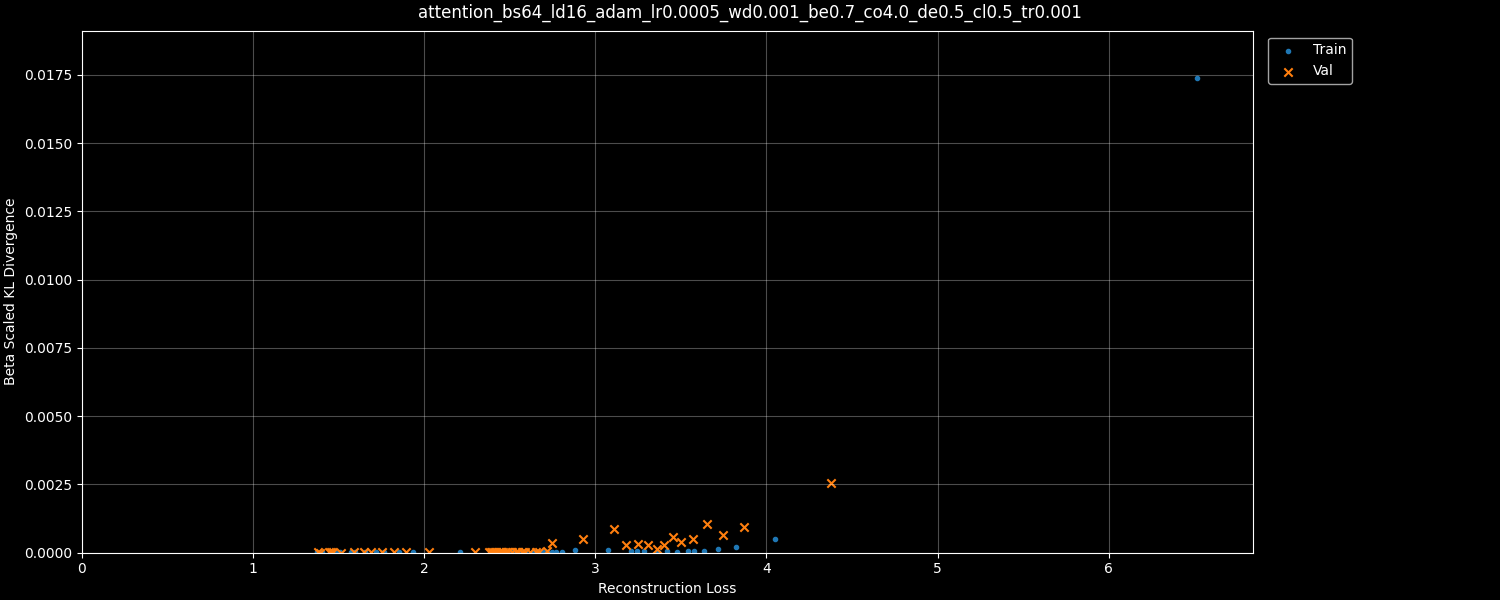 attention_bs64_ld16_adam_lr0.0005_wd0.001_be0.7_co4.0_de0.5_cl0.5_tr0.001
Train
Val
0.0175
0.0150
0.0125
0.0100
0.0075
0.0050
0.0025
0.0000
Beta Scaled KL Divergence
0 1 2 3 4 5 6
Reconstruction Loss